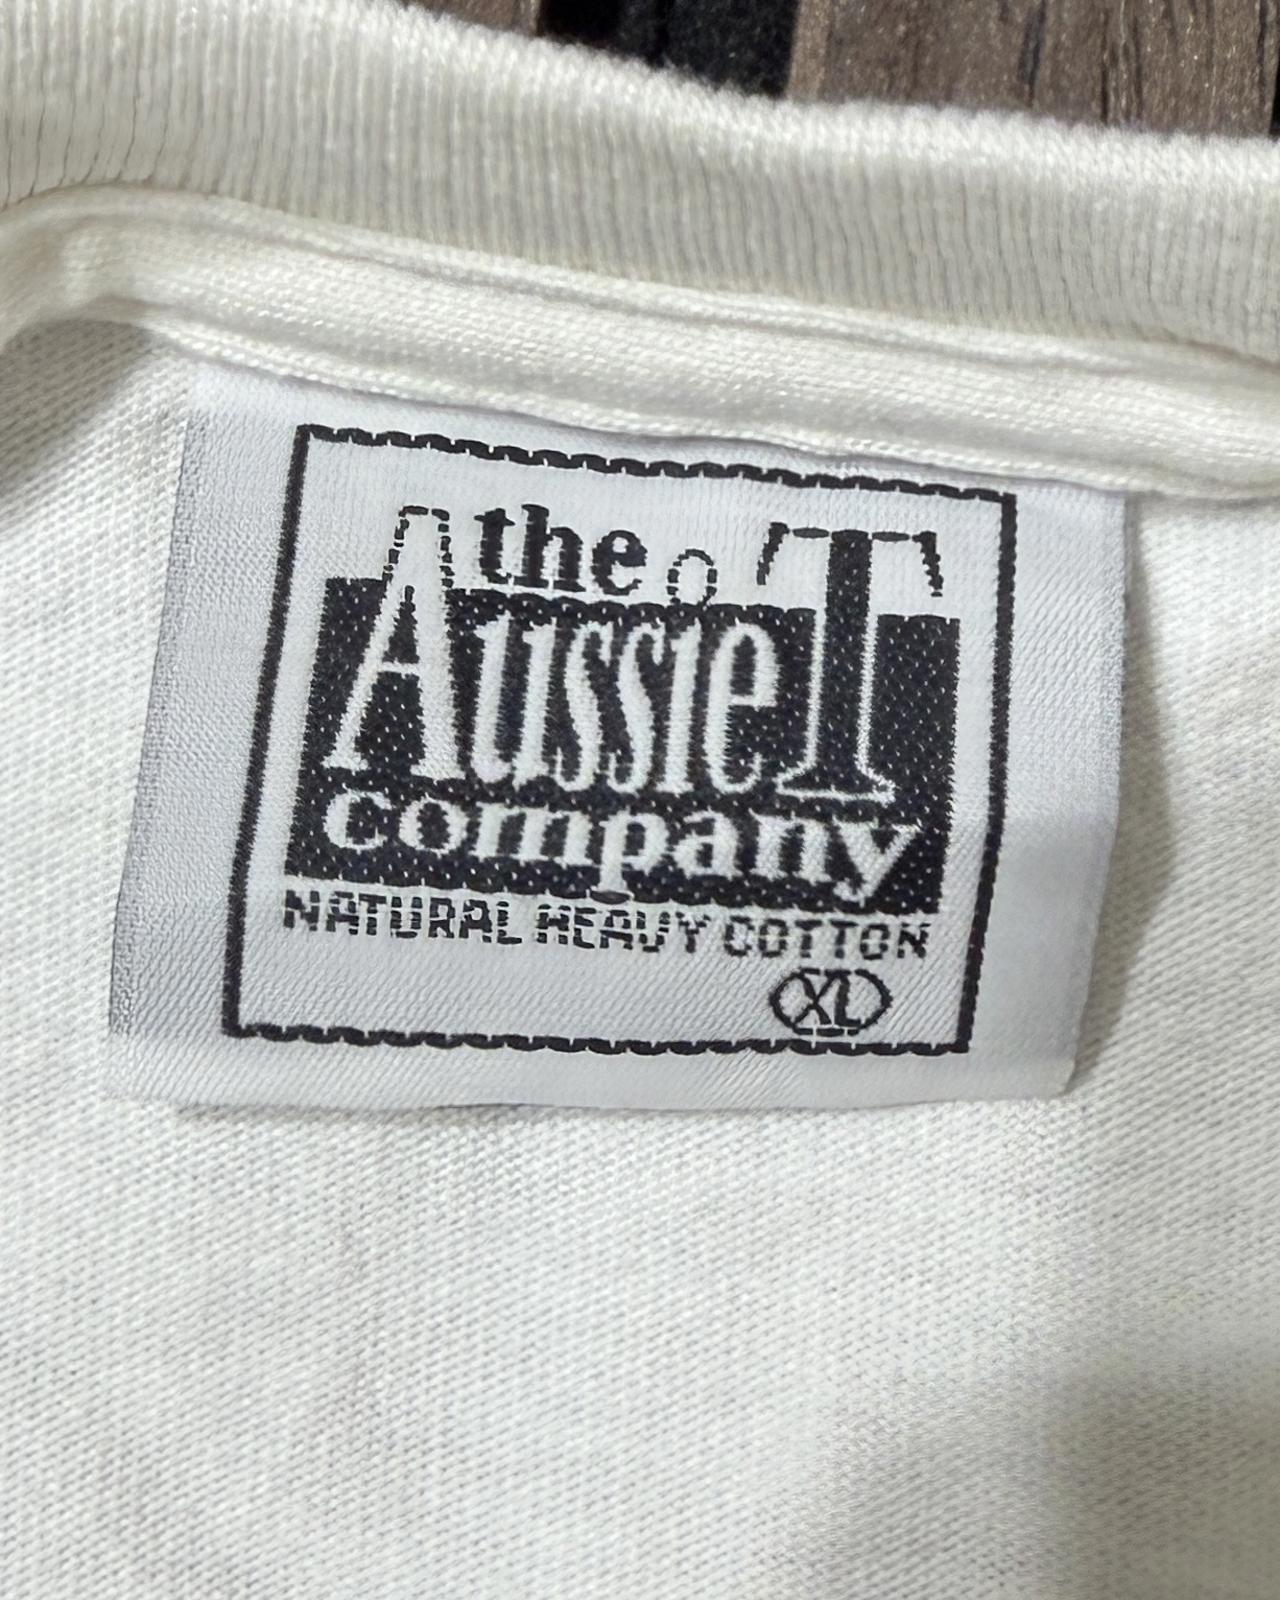 the
Aussie T
company
NATURAL HEAVY COTTON
XL